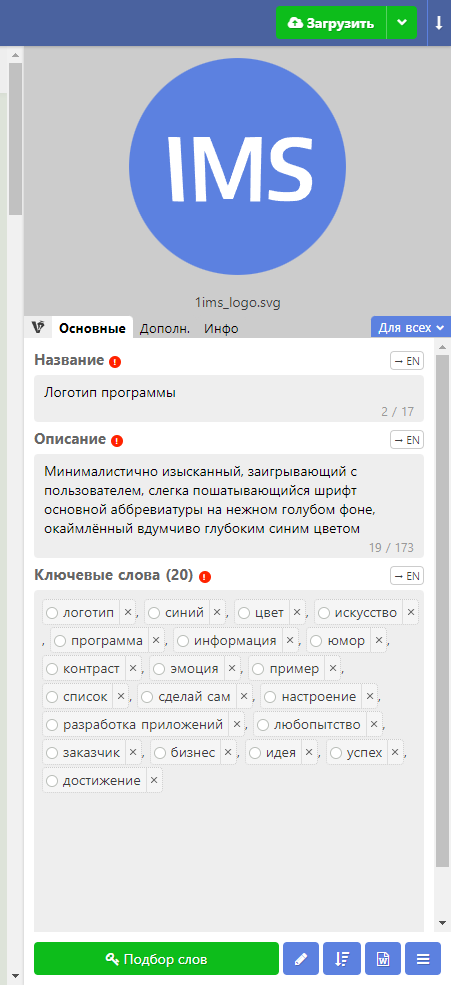 Загрузить
IMS
1ims_logo.svg
Основные Дополн. Инфо Для всех
Название → EN
Логотип программы
2 / 17
Описание → EN
Минималистично изысканный, заигрывающий с
пользователем, слегка пошатывающийся шрифт
основной аббревиатуры на нежном голубом фоне,
окаймлённый вдумчиво глубоким синим цветом
19 / 173
Ключевые слова (20) → EN
логотип ×, синий ×, цвет ×, искусство ×
, программа ×, информация ×, юмор ×,
контраст ×, эмоция ×, пример ×,
список ×, сделай сам ×, настроение ×,
разработка приложений ×, любопытство ×,
заказчик ×, бизнес ×, идея ×, успех ×,
достижение ×
Подбор слов